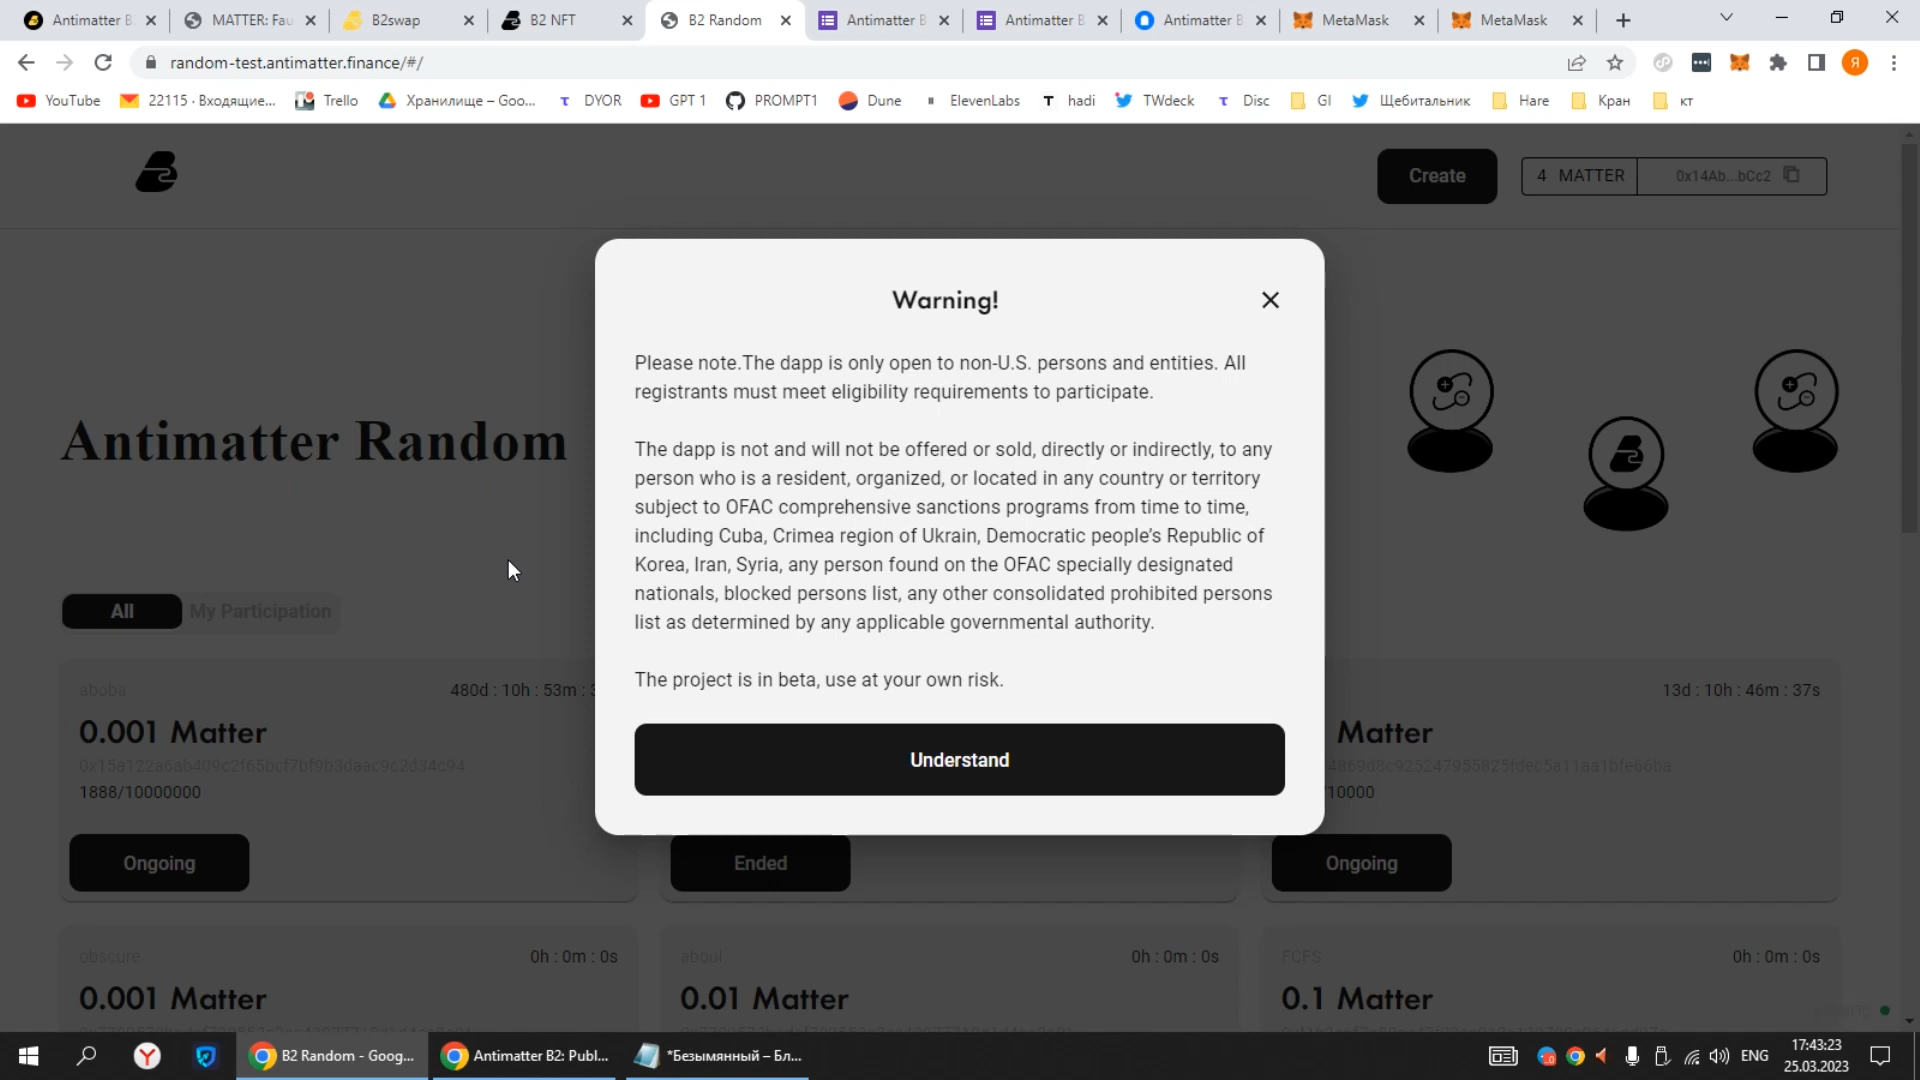 Antimatter B
MATTER: Fau
B2swap
B2 NFT
B2 Random
Antimatter B
Antimatter B
Antimatter B
MetaMask
MetaMask
random-test.antimatter.finance/#/
Я
YouTube
22115 · Входящие...
Trello
Хранилище – Goo...
DYOR
GPT 1
PROMPT1
Dune
ElevenLabs
hadi
TWdeck
Disc
GI
Щебитальник
Hare
Кран
кт
Create
4 MATTER
0x14Ab...bCc2
Warning!
Please note.The dapp is only open to non-U.S. persons and entities. All
registrants must meet eligibility requirements to participate.
The dapp is not and will not be offered or sold, directly or indirectly, to any
person who is a resident, organized, or located in any country or territory
subject to OFAC comprehensive sanctions programs from time to time,
including Cuba, Crimea region of Ukrain, Democratic people's Republic of
Korea, Iran, Syria, any person found on the OFAC specially designated
nationals, blocked persons list, any other consolidated prohibited persons
list as determined by any applicable governmental authority.
The project is in beta, use at your own risk.
Understand
Antimatter Random
All
My Participation
aboba
480d : 10h : 53m :
0.001 Matter
0x15a122a6ab409c2f65bcf7bf9b3daac9c2d34c94
1888/10000000
Ongoing
Ended
13d : 10h : 46m : 37s
Matter
4869d8c925247955825fdec5a11aa1bfe66ba
/10000
Ongoing
obscure
0h : 0m : 0s
0.001 Matter
aboul
0h : 0m : 0s
0.01 Matter
FCFS
0h : 0m : 0s
0.1 Matter
B2 Random - Goog...
Antimatter B2: Publ...
*Безымянный – Бл...
ENG
17:43:23
25.03.2023